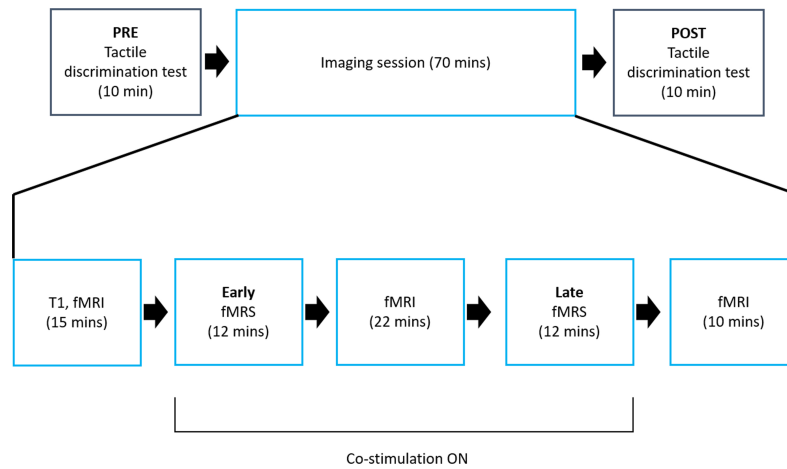 PRE
Tactile
discrimination test
(10 min)
Imaging session (70 mins)
POST
Tactile
discrimination test
(10 min)
T1, fMRI
(15 mins)
Early
fMRS
(12 mins)
fMRI
(22 mins)
Late
fMRS
(12 mins)
fMRI
(10 mins)
Co-stimulation ON